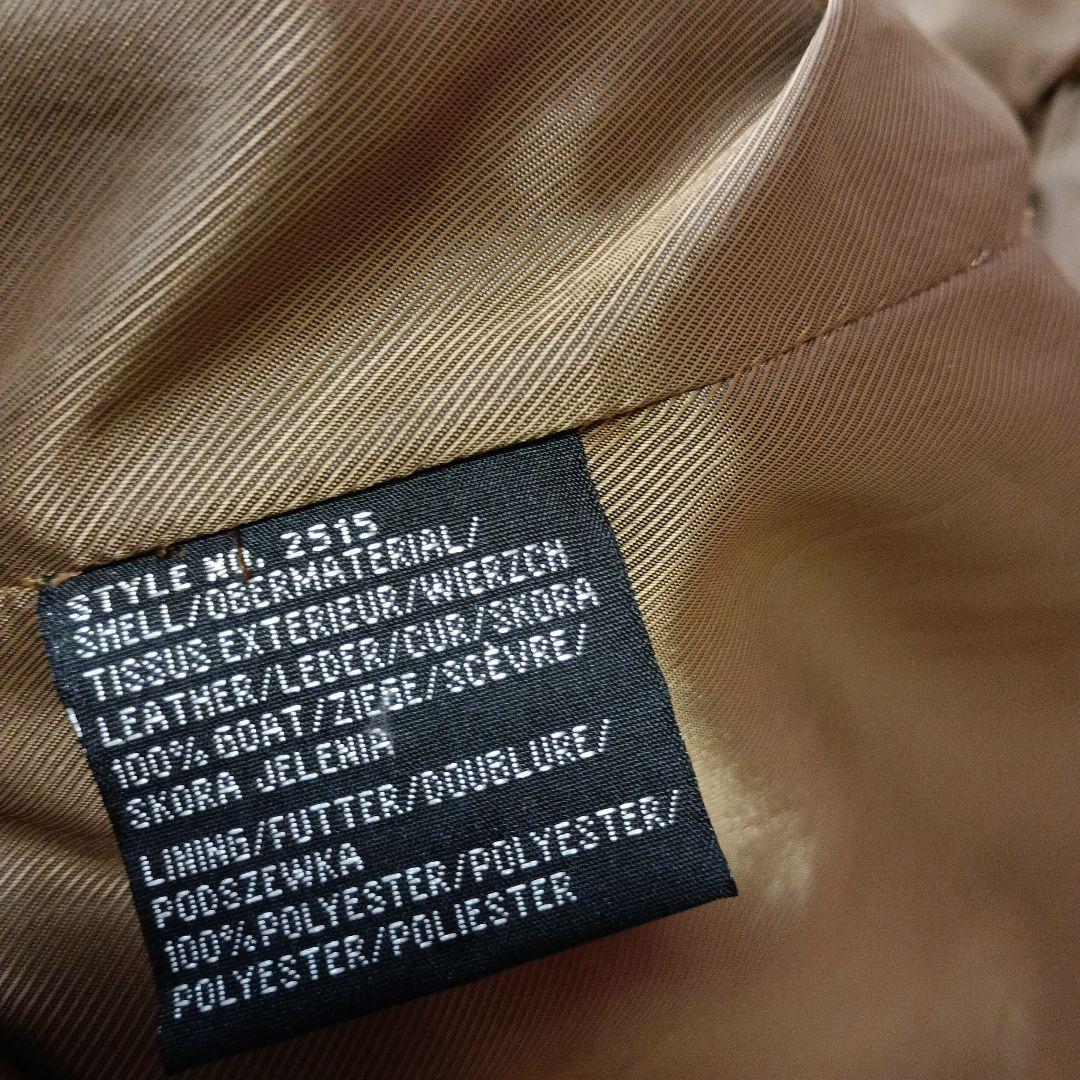 STYLE NO. 2515
SHELL/OBERMATERIAL/
TISSUS EXTERIEUR/WIERZCH
LEATHER/LEDER/CUR/SKORA
100% GOAT/ZIEGE/SCÉVRE/
SKORA JELENIA
LINING/FUTTER/DOUBLURE/
PODSZEWKA
100% POLYESTER/POLYESTER/
POLYESTER/POLIESTER